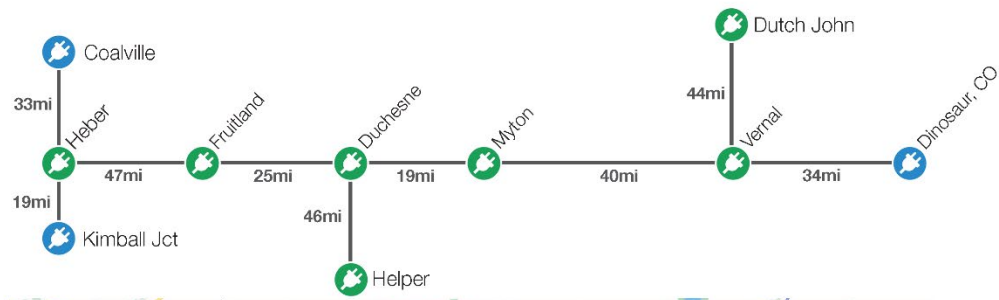 Dutch John
Coalville
33mi
44mi
Heber
Fruitland
Duchesne
Myton
Vernal
Dinosaur, CO
47mi
25mi
19mi
40mi
34mi
19mi
46mi
Kimball Jct
Helper